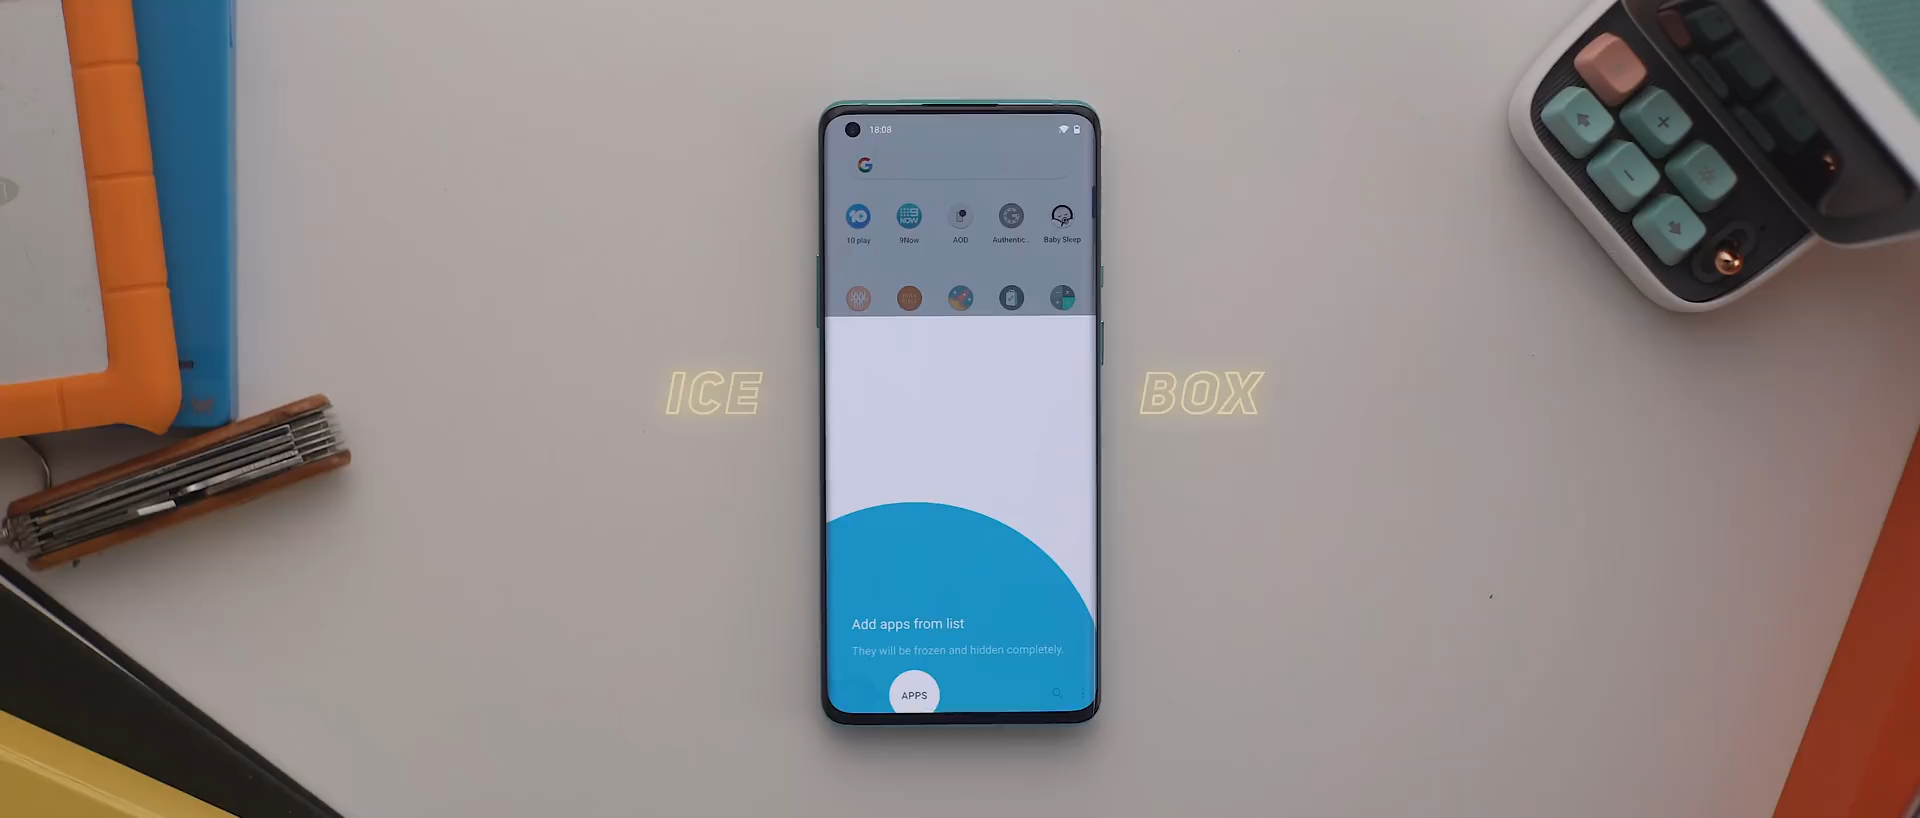 18:08
10 play
9Now
AOD
Authentic..
Baby Sleep
ICE BOX
Add apps from list
They will be frozen and hidden completely.
APPS